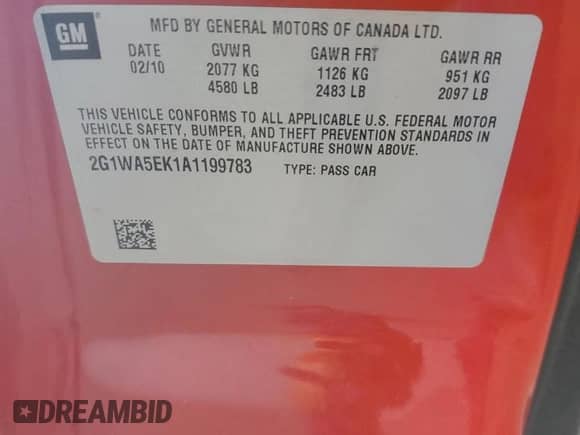 GM
MFD BY GENERAL MOTORS OF CANADA LTD.
DATE GVWR GAWR FRT GAWR RR
02/10 2077 KG 1126 KG 951 KG
4580 LB 2483 LB 2097 LB
THIS VEHICLE CONFORMS TO ALL APPLICABLE U.S. FEDERAL MOTOR
VEHICLE SAFETY, BUMPER, AND THEFT PREVENTION STANDARDS IN
EFFECT ON THE DATE OF MANUFACTURE SHOWN ABOVE.
2G1WA5EK1A1199783 TYPE: PASS CAR
DREAMBID